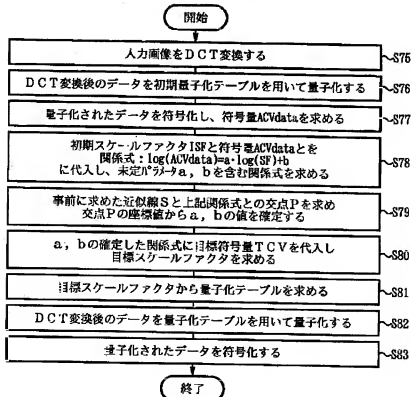 開始
入力画像をDCT変換する
S75
DCT変換後のデータを初期量子化テーブルを用いて量子化する
S76
量子化されたデータを符号化し、符号量ACVdataを求める
S77
初期スケールファクタISFと符号量ACVdataとを
関係式：log(ACVdata)=a・log(SF)+b
に代入し、未定パラメータa，bを含む関係式を求める
S78
事前に求めた近似線Sと上記関係式との交点Pを求め
交点Pの座標値からa，bの値を確定する
S79
a，bの確定した関係式に目標符号量TCVを代入し
目標スケールファクタを求める
S80
目標スケールファクタから量子化テーブルを求める
S81
DCT変換後のデータを量子化テーブルを用いて量子化する
S82
量子化されたデータを符号化する
S83
終了